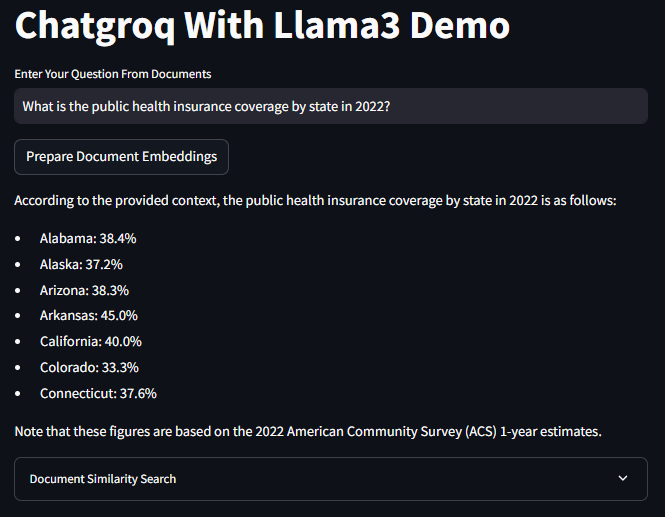 Chatgroq With Llama3 Demo
Enter Your Question From Documents
What is the public health insurance coverage by state in 2022?
Prepare Document Embeddings
According to the provided context, the public health insurance coverage by state in 2022 is as follows:
• Alabama: 38.4%
• Alaska: 37.2%
• Arizona: 38.3%
• Arkansas: 45.0%
• California: 40.0%
• Colorado: 33.3%
• Connecticut: 37.6%
Note that these figures are based on the 2022 American Community Survey (ACS) 1-year estimates.
Document Similarity Search